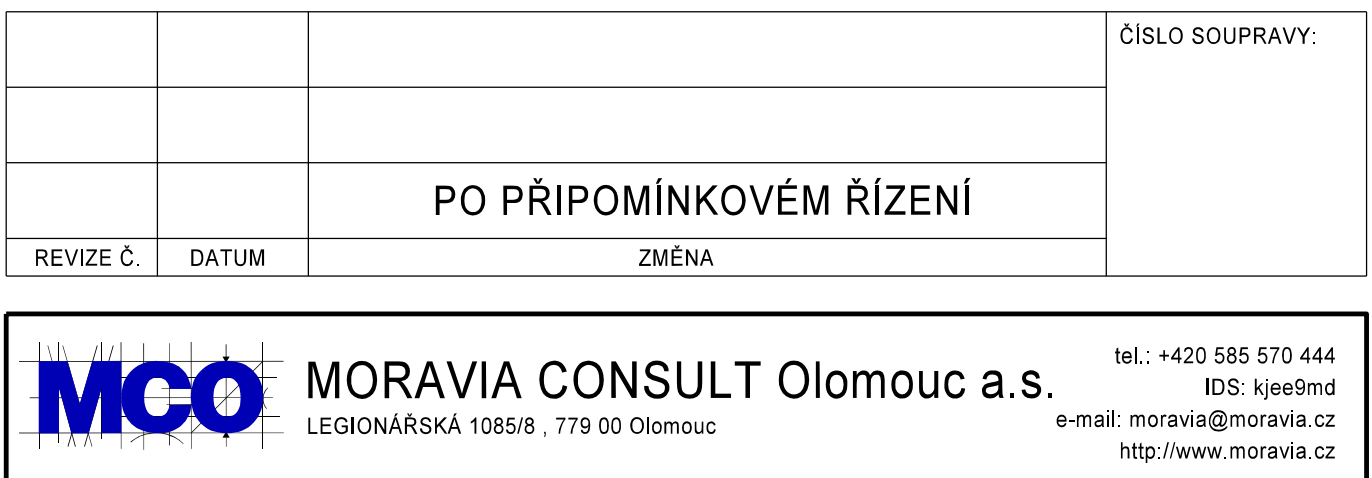 ČÍSLO SOUPRAVY:
PO PŘIPOMÍNKOVÉM ŘÍZENÍ
REVIZE Č. DATUM ZMĚNA
MCO
MORAVIA CONSULT Olomouc a.s.
LEGIONÁŘSKÁ 1085/8 , 779 00 Olomouc
tel.: +420 585 570 444
IDS: kjee9md
e-mail: moravia@moravia.cz
http://www.moravia.cz